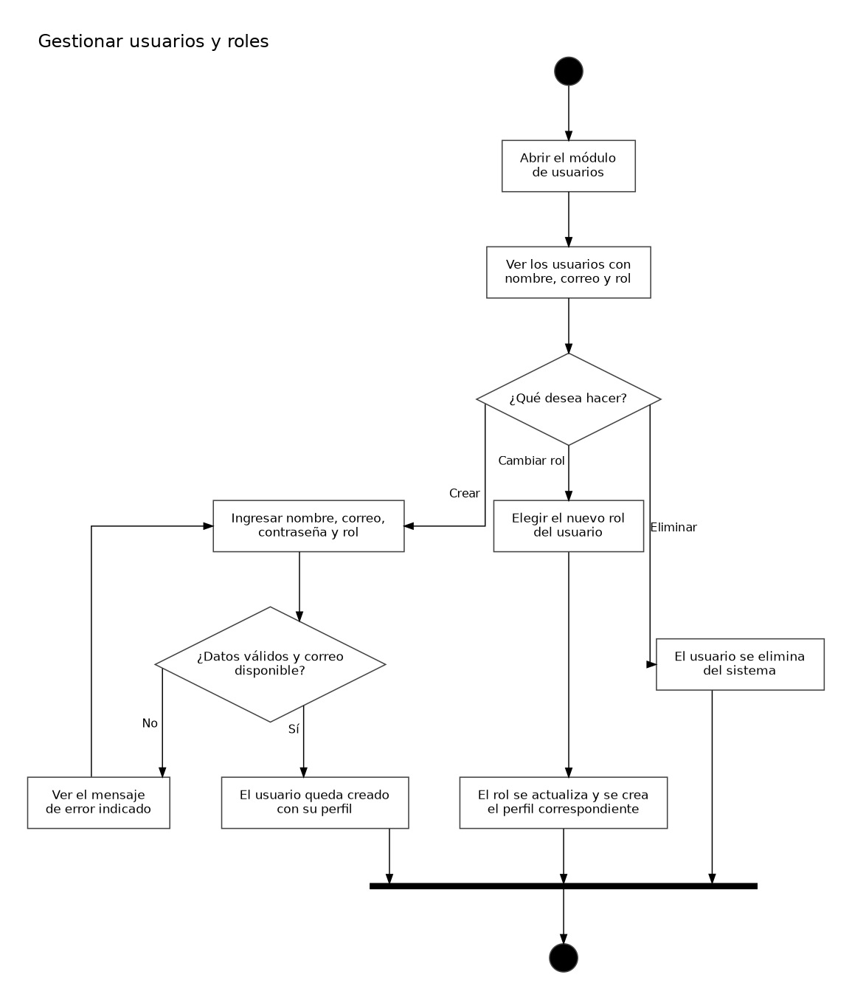 Gestionar usuarios y roles
Abrir el módulo
de usuarios
Ver los usuarios con
nombre, correo y rol
¿Qué desea hacer?
Cambiar rol
Crear
Eliminar
Ingresar nombre, correo,
contraseña y rol
Elegir el nuevo rol
del usuario
¿Datos válidos y correo
disponible?
El usuario se elimina
del sistema
No
Sí
Ver el mensaje
de error indicado
El usuario queda creado
con su perfil
El rol se actualiza y se crea
el perfil correspondiente